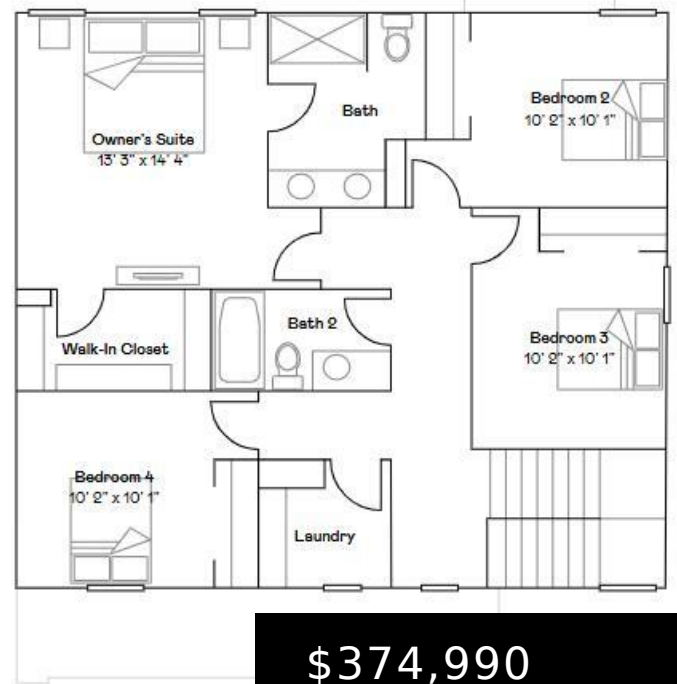 Bath
Bedroom 2
10' 2" x 10' 1"
Owner's Suite
13' 3" x 14' 4"
Bath 2
Walk-In Closet
Bedroom 3
10' 2" x 10' 1"
Bedroom 4
10' 2" x 10' 1"
Laundry
$374,990